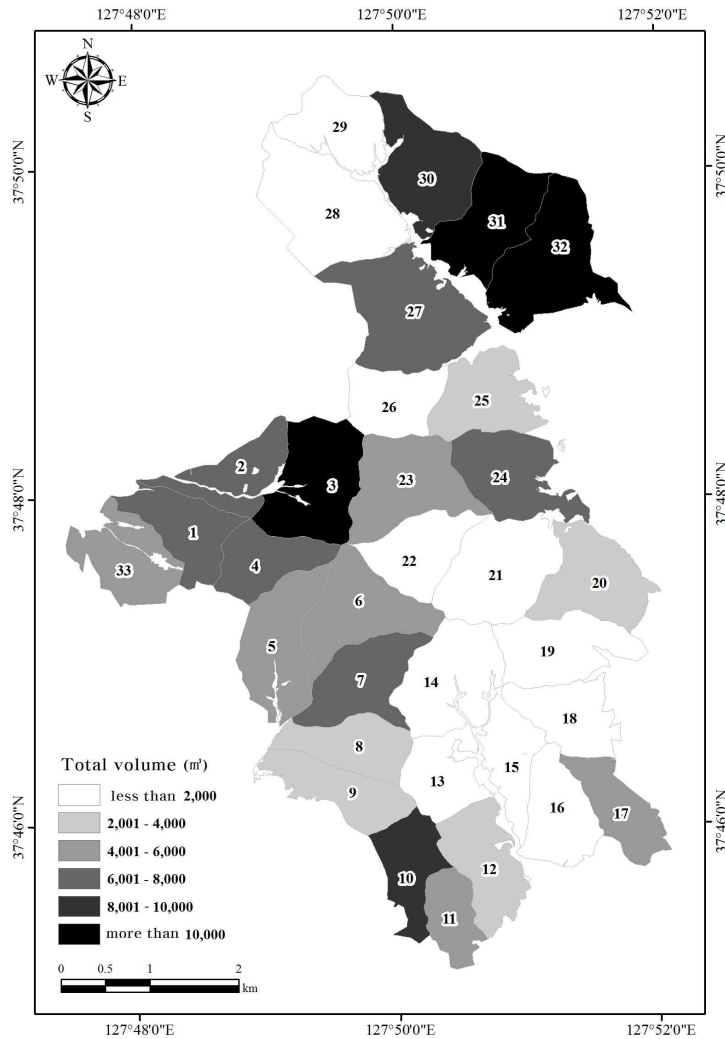 127°48'0"E 127°50'0"E 127°52'0"E
N
W E
S
37°50'0"N 37°50'0"N
29
30
28
31
32
27
26
25
2
3
23
24
37°48'0"N 37°48'0"N
1
4
33
22
21
20
6
5
19
7
14
18
8
13
15
9
16
17
37°46'0"N 37°46'0"N
12
10
11
Total volume (㎥)
less than 2,000
2,001 - 4,000
4,001 - 6,000
6,001 - 8,000
8,001 - 10,000
more than 10,000
0 0.5 1 2
km
127°48'0"E 127°50'0"E 127°52'0"E